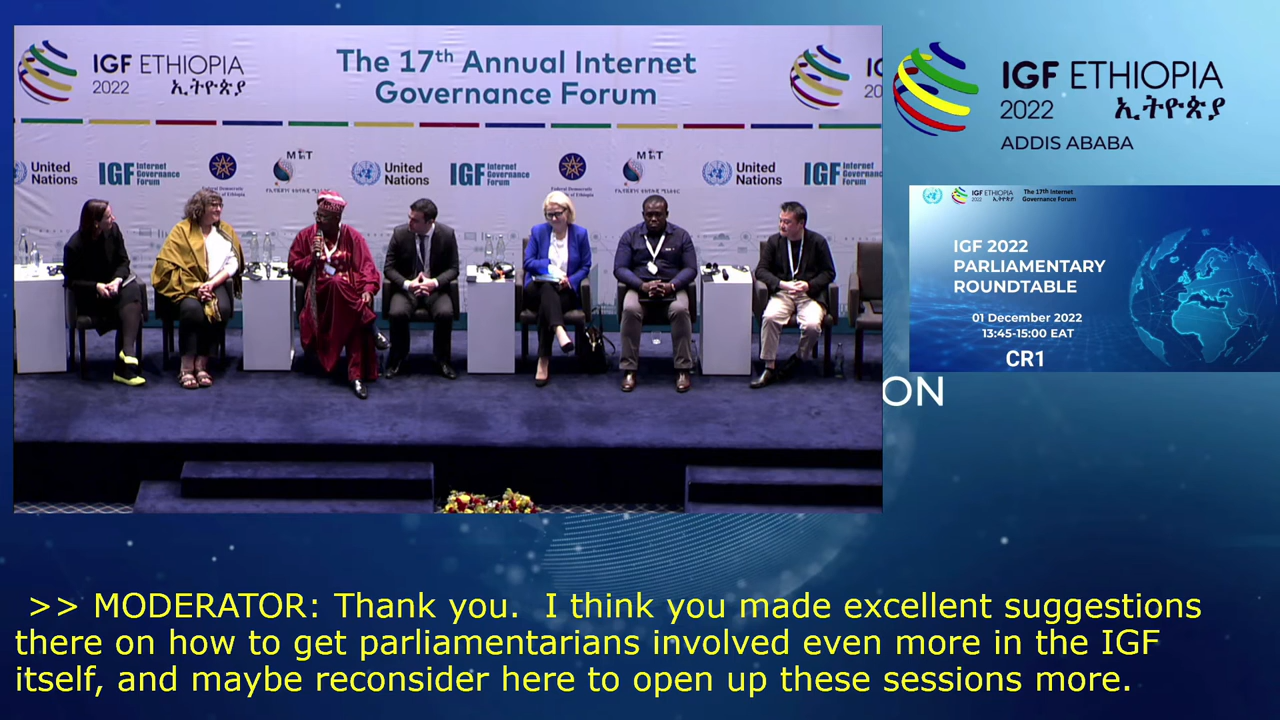 IGF ETHIOPIA
2022 ኢትዮጵያ
The 17th Annual Internet
Governance Forum
IGF ETHIOPIA
2022 ኢትዮጵያ
ADDIS ABABA
United
Nations
IGF Internet
Governance
Forum
United
Nations
IGF Internet
Governance
Forum
United
Nations
IGF Internet
Governance
Forum
IGF ETHIOPIA
2022 ኢትዮጵያ
The 17th Annual Internet
Governance Forum
IGF 2022
PARLIAMENTARY
ROUNDTABLE
01 December 2022
13:45-15:00 EAT
CR1
ON
>> MODERATOR: Thank you. I think you made excellent suggestions
there on how to get parliamentarians involved even more in the IGF
itself, and maybe reconsider here to open up these sessions more.